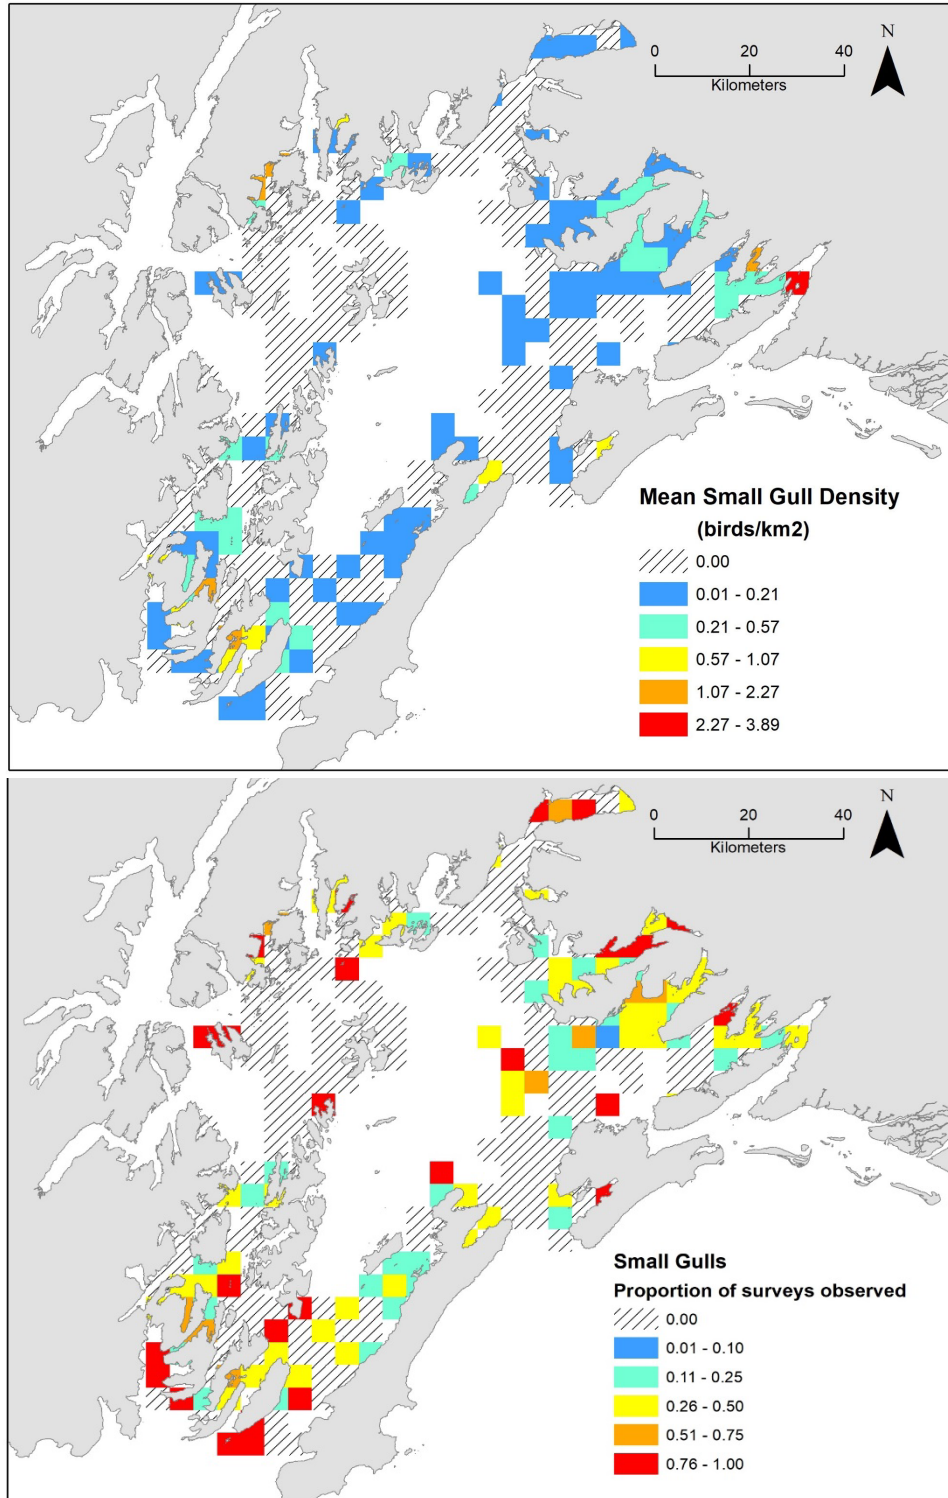 N
0 20 40
Kilometers
Mean Small Gull Density
(birds/km2)
0.00
0.01 - 0.21
0.21 - 0.57
0.57 - 1.07
1.07 - 2.27
2.27 - 3.89
N
0 20 40
Kilometers
Small Gulls
Proportion of surveys observed
0.00
0.01 - 0.10
0.11 - 0.25
0.26 - 0.50
0.51 - 0.75
0.76 - 1.00